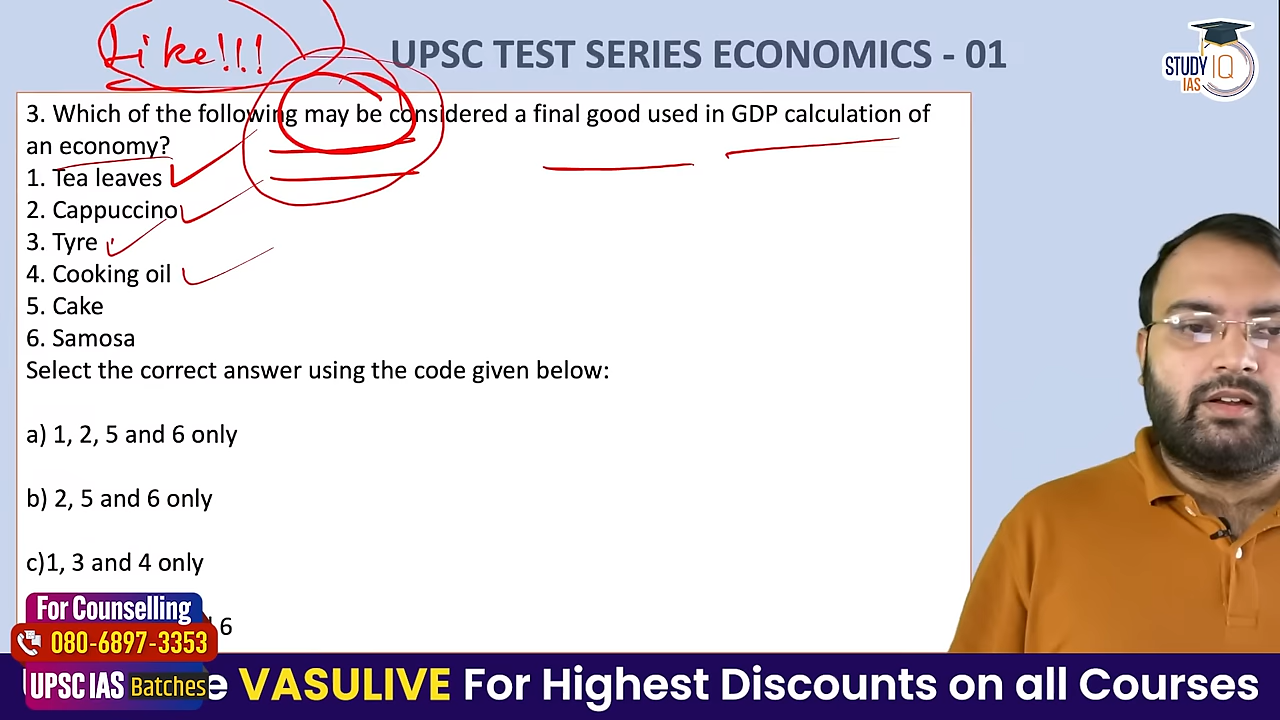 Like!!!
UPSC TEST SERIES ECONOMICS - 01
STUDY IQ
IAS
3. Which of the following may be considered a final good used in GDP calculation of
an economy?
1. Tea leaves
2. Cappuccino
3. Tyre
4. Cooking oil
5. Cake
6. Samosa
Select the correct answer using the code given below:
a) 1, 2, 5 and 6 only
b) 2, 5 and 6 only
c)1, 3 and 4 only
6
For Counselling
080-6897-3353
UPSC IAS Batches
VASULIVE For Highest Discounts on all Courses